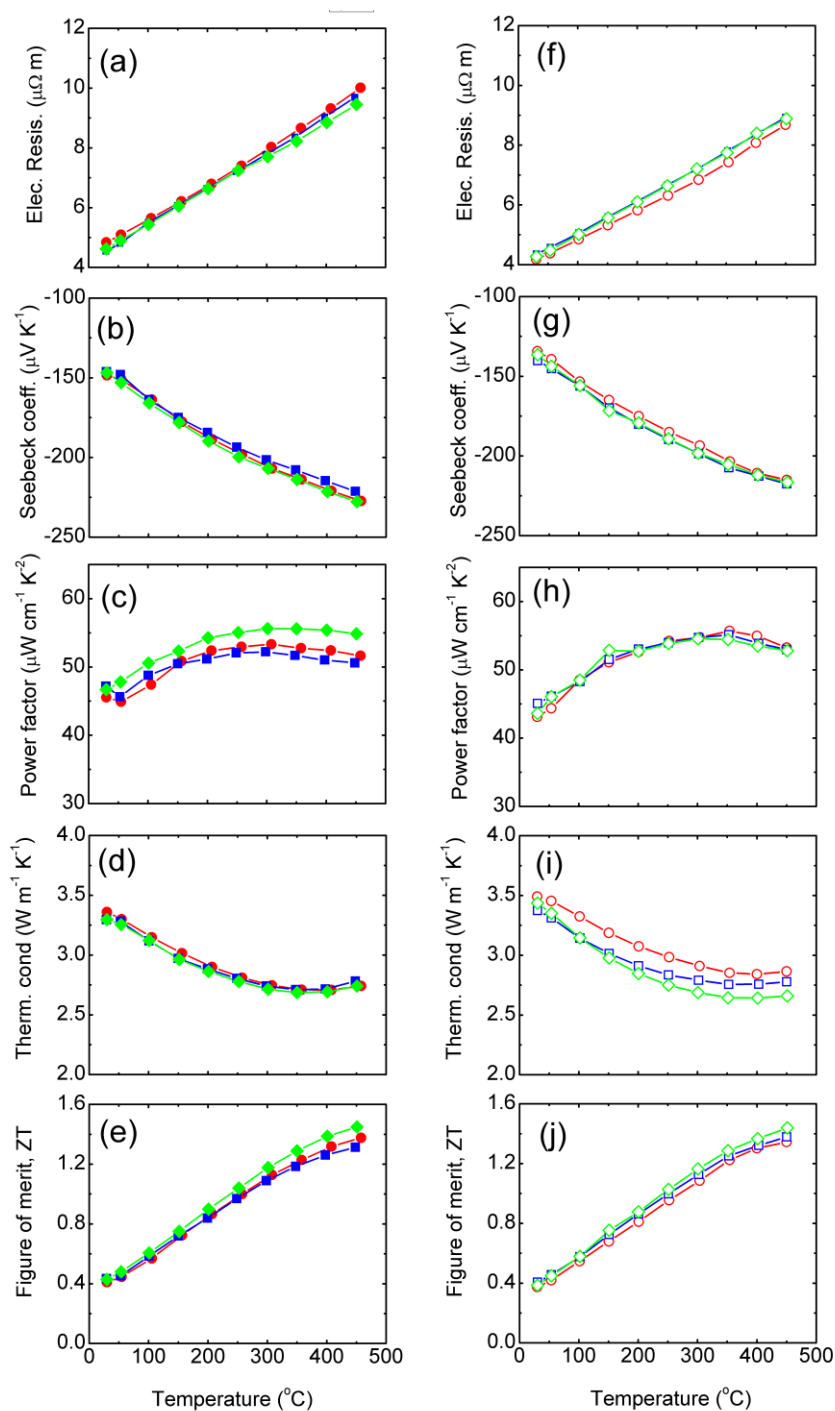 12
(a)
10
8
6
4
Elec. Resis. (μΩ m)
-100
(b)
-150
-200
-250
Seebeck coeff. (μV K⁻¹)
60
(c)
50
40
30
Power factor (μW cm⁻¹ K⁻²)
4.0
(d)
3.5
3.0
2.5
2.0
Therm. cond (W m⁻¹ K⁻¹)
1.6
(e)
1.2
0.8
0.4
0.0
Figure of merit, ZT
0 100 200 300 400 500
Temperature (°C)
12
(f)
10
8
6
4
Elec. Resis. (μΩ m)
-100
(g)
-150
-200
-250
Seebeck coeff. (μV K⁻¹)
60
(h)
50
40
30
Power factor (μW cm⁻¹ K⁻²)
4.0
(i)
3.5
3.0
2.5
2.0
Therm. cond (W m⁻¹ K⁻¹)
1.6
(j)
1.2
0.8
0.4
0.0
Figure of merit, ZT
0 100 200 300 400 500
Temperature (°C)